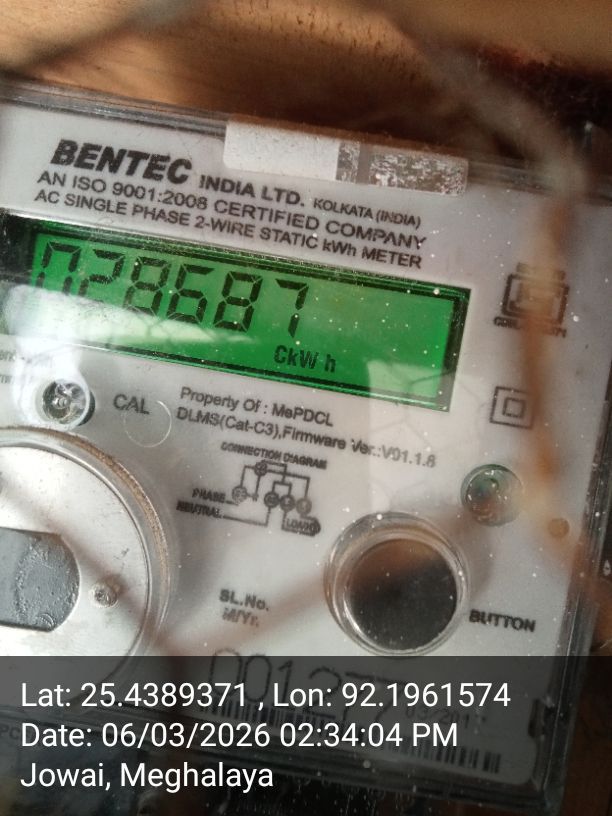 BENTEC INDIA LTD. KOLKATA (INDIA)
AN ISO 9001:2008 CERTIFIED COMPANY
AC SINGLE PHASE 2-WIRE STATIC kWh METER
028687
CkWh
CAL
Property Of : MePDCL
DLMS(Cat-C3),Firmware Ver.:V01.1.6
CONNECTION DIAGRAM
PHASE
NEUTRAL
LOAD
SL.No.
M/Yr.
BUTTON
Lat: 25.4389371 , Lon: 92.1961574
Date: 06/03/2026 02:34:04 PM
Jowai, Meghalaya